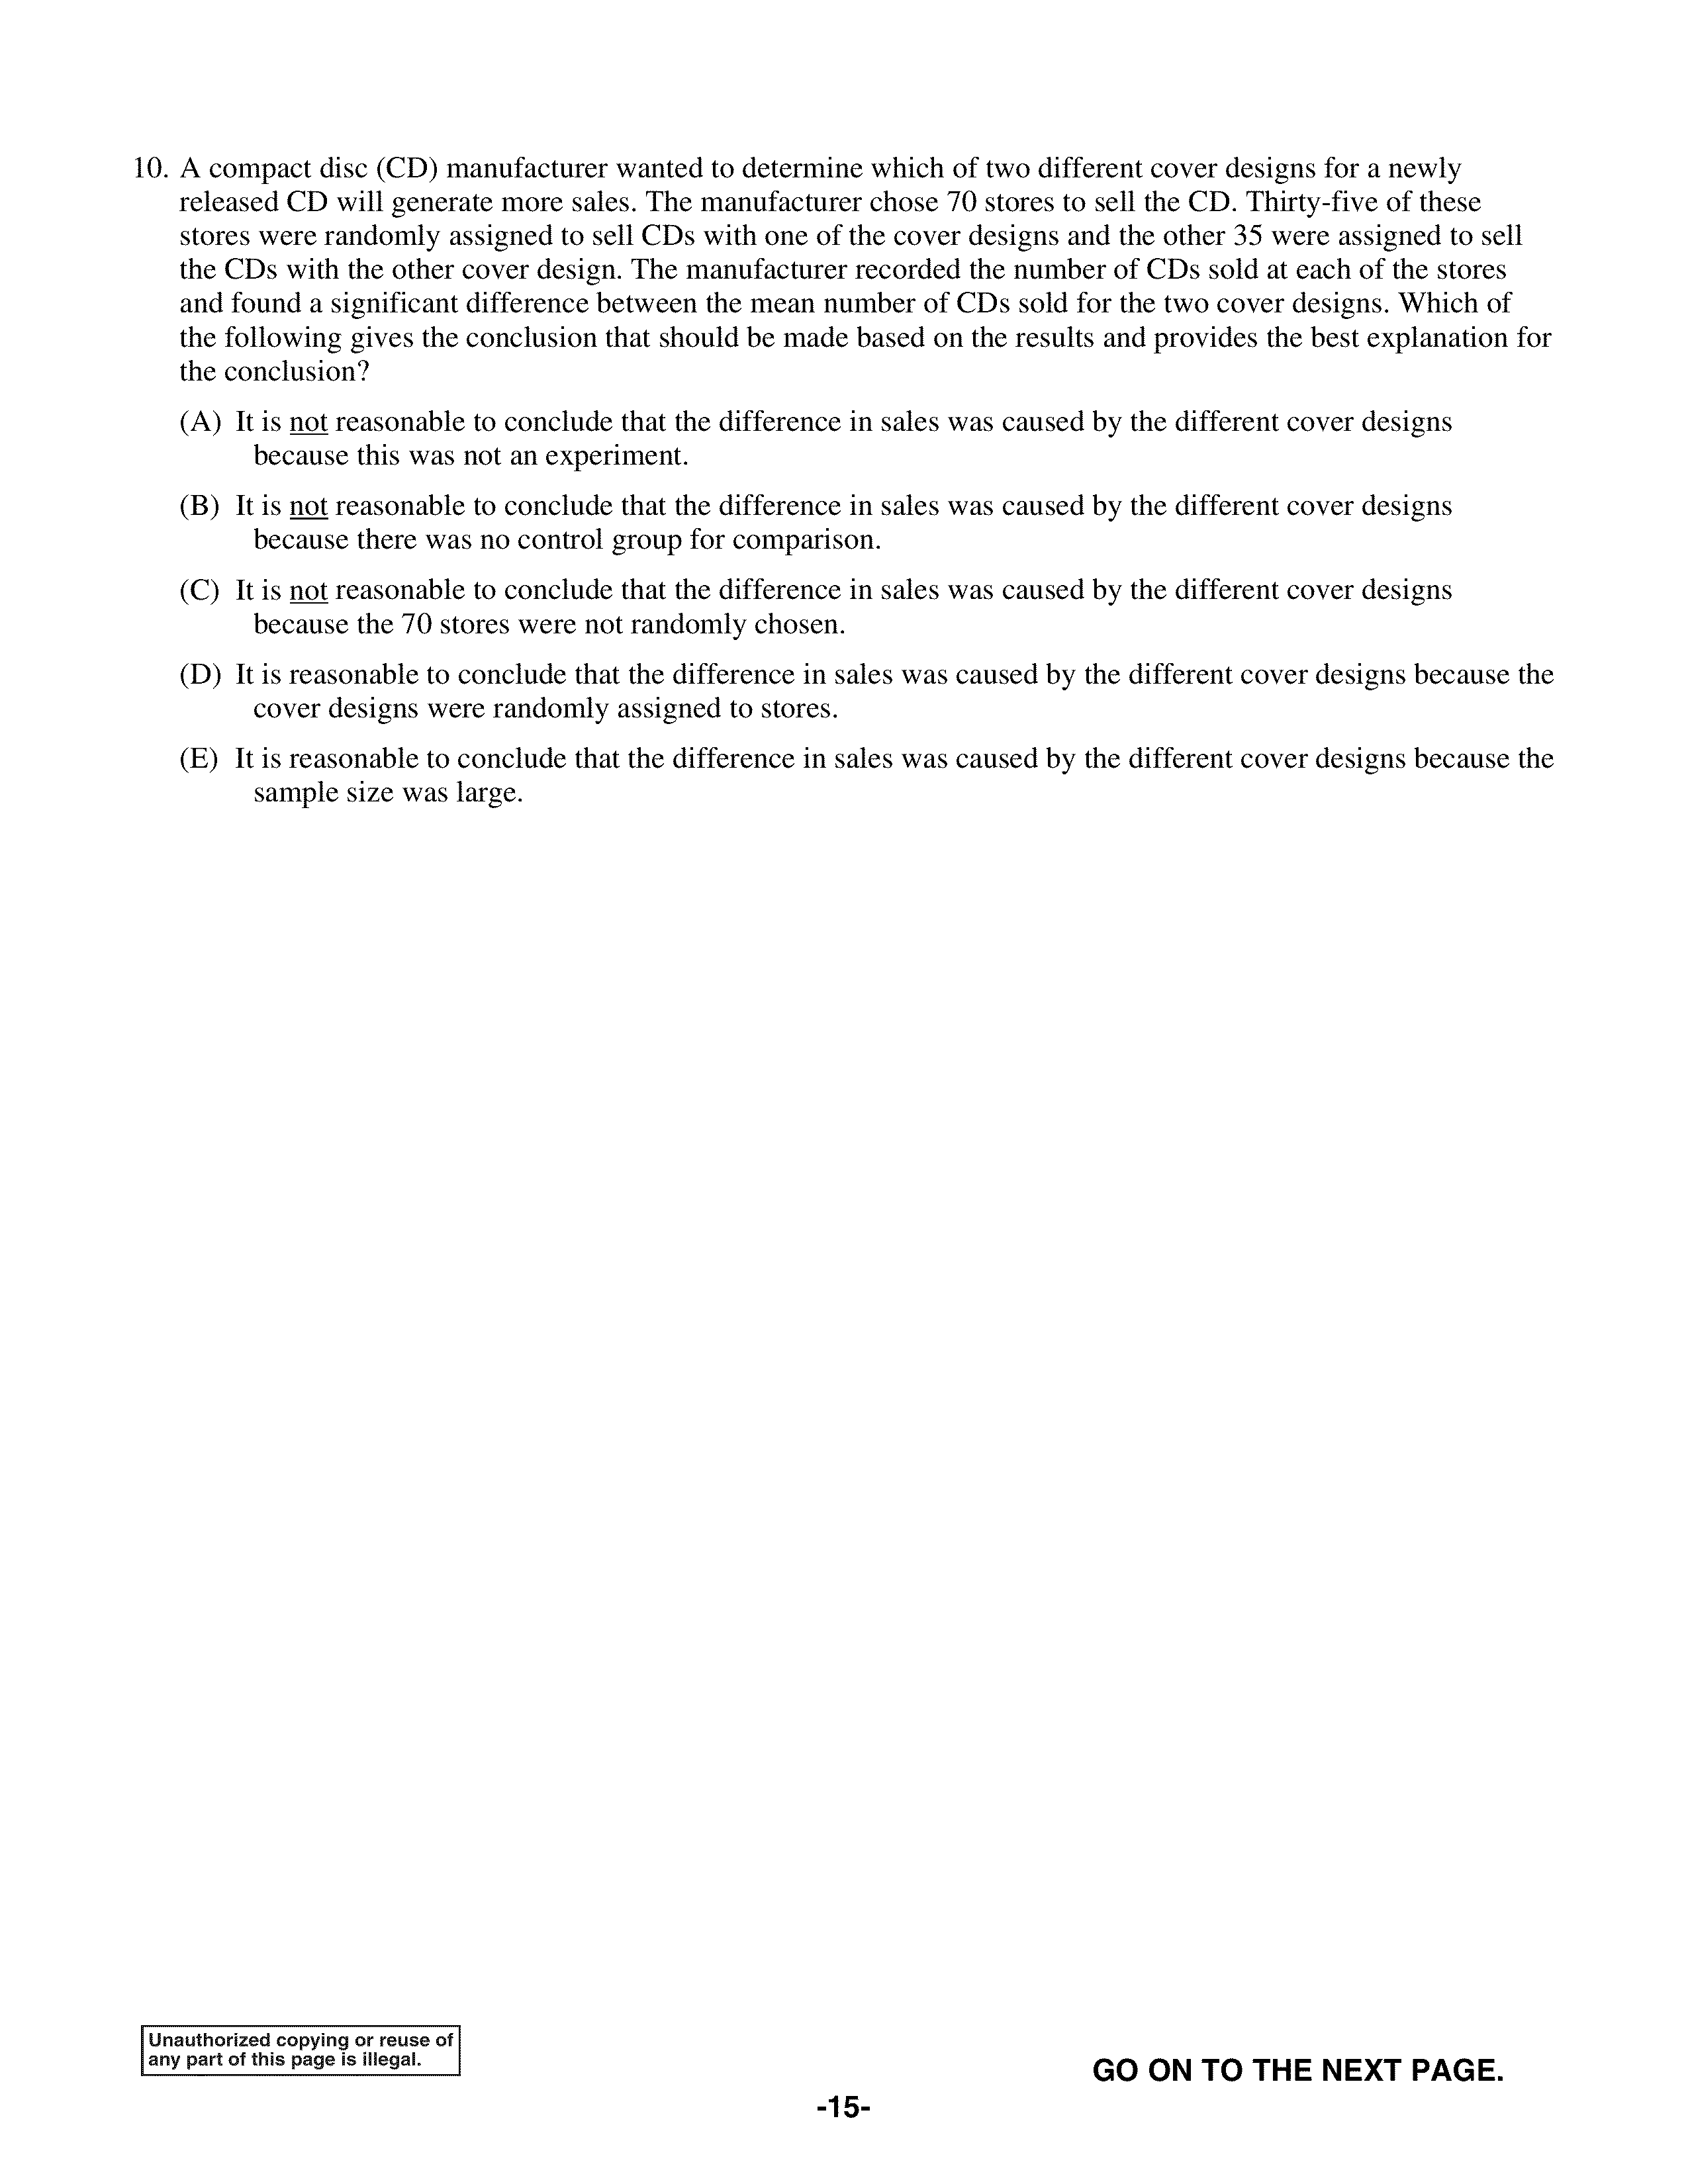 10. A compact disc (CD) manufacturer wanted to determine which of two different cover designs for a newly
released CD will generate more sales. The manufacturer chose 70 stores to sell the CD. Thirty-five of these
stores were randomly assigned to sell CDs with one of the cover designs and the other 35 were assigned to sell
the CDs with the other cover design. The manufacturer recorded the number of CDs sold at each of the stores
and found a significant difference between the mean number of CDs sold for the two cover designs. Which of
the following gives the conclusion that should be made based on the results and provides the best explanation for
the conclusion?
(A) It is not reasonable to conclude that the difference in sales was caused by the different cover designs
because this was not an experiment.
(B) It is not reasonable to conclude that the difference in sales was caused by the different cover designs
because there was no control group for comparison.
(C) It is not reasonable to conclude that the difference in sales was caused by the different cover designs
because the 70 stores were not randomly chosen.
(D) It is reasonable to conclude that the difference in sales was caused by the different cover designs because the
cover designs were randomly assigned to stores.
(E) It is reasonable to conclude that the difference in sales was caused by the different cover designs because the
sample size was large.
Unauthorized copying or reuse of
any part of this page is illegal.
GO ON TO THE NEXT PAGE.
-15-